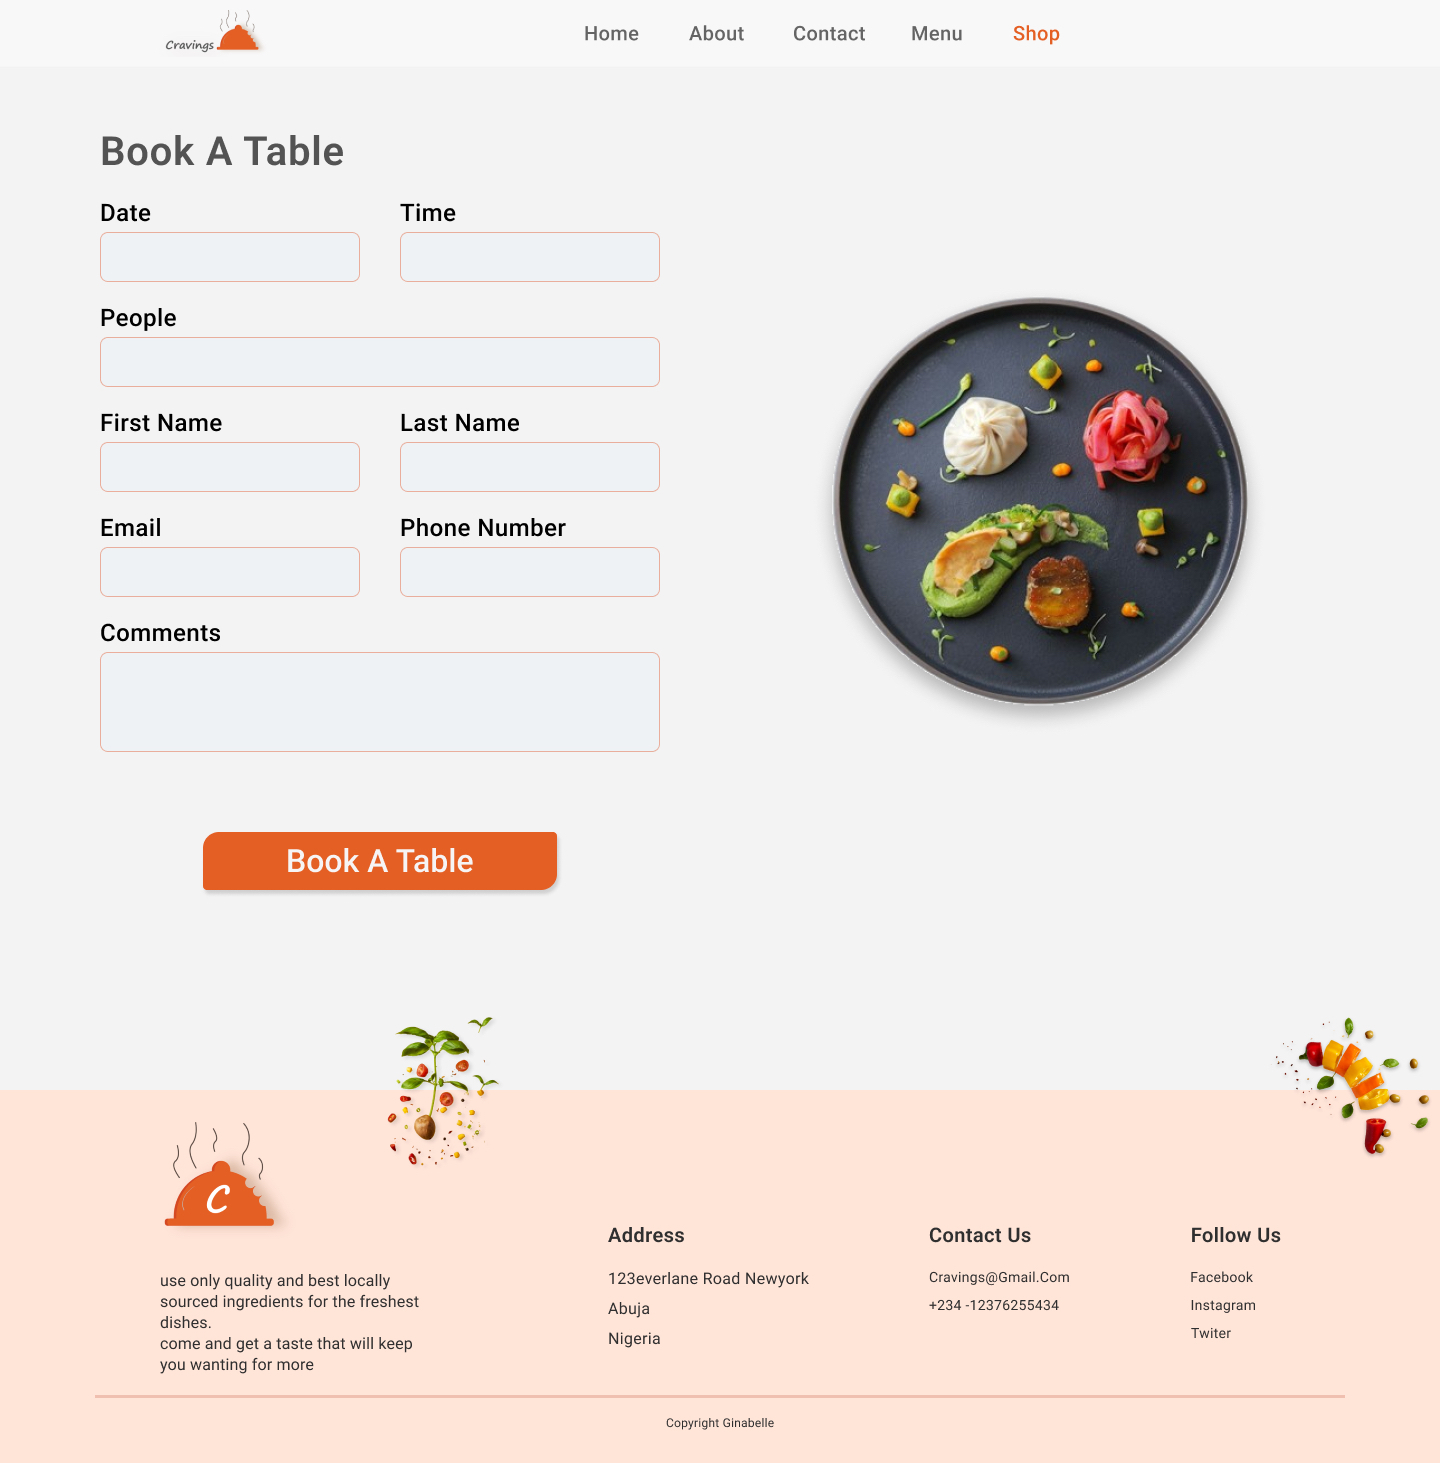 Cravings
Home About Contact Menu Shop
Book A Table
Date Time
People
First Name Last Name
Email Phone Number
Comments
Book A Table
C
use only quality and best locally
sourced ingredients for the freshest
dishes.
come and get a taste that will keep
you wanting for more
Address
123everlane Road Newyork
Abuja
Nigeria
Contact Us
Cravings@Gmail.Com
+234 -12376255434
Follow Us
Facebook
Instagram
Twiter
Copyright Ginabelle